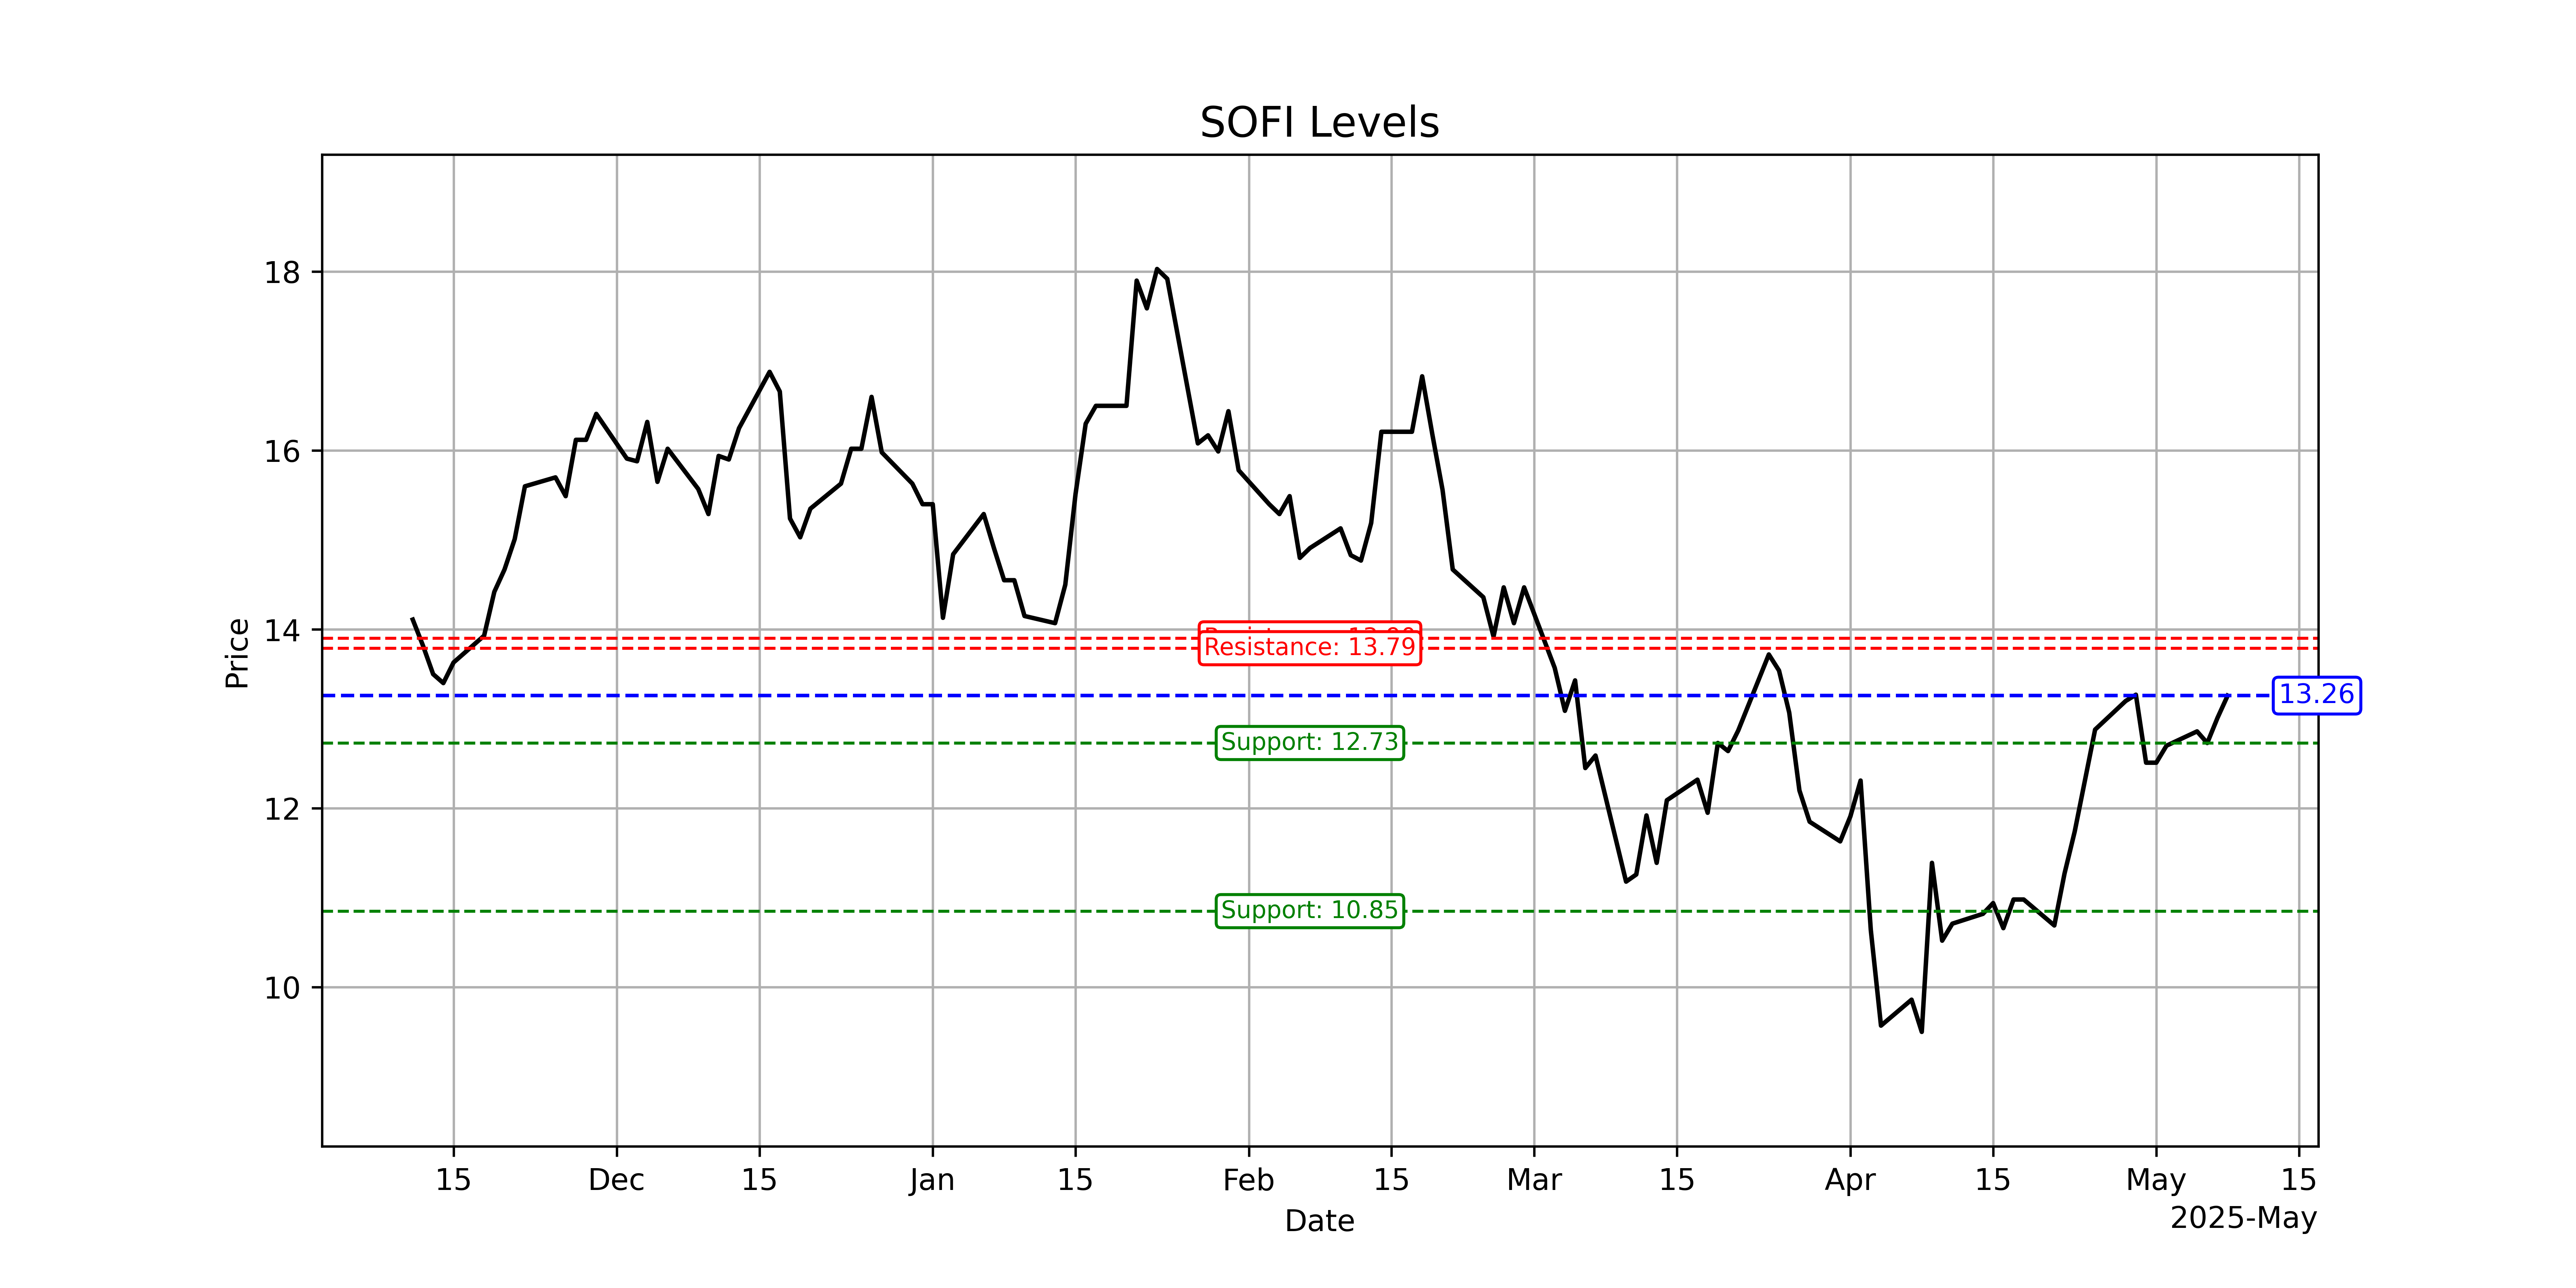 SOFI Levels
Price
18
16
14
12
10
Resistance: 13.79
13.26
Support: 12.73
Support: 10.85
15
Dec
15
Jan
15
Feb
15
Mar
15
Apr
15
May
15
Date
2025-May